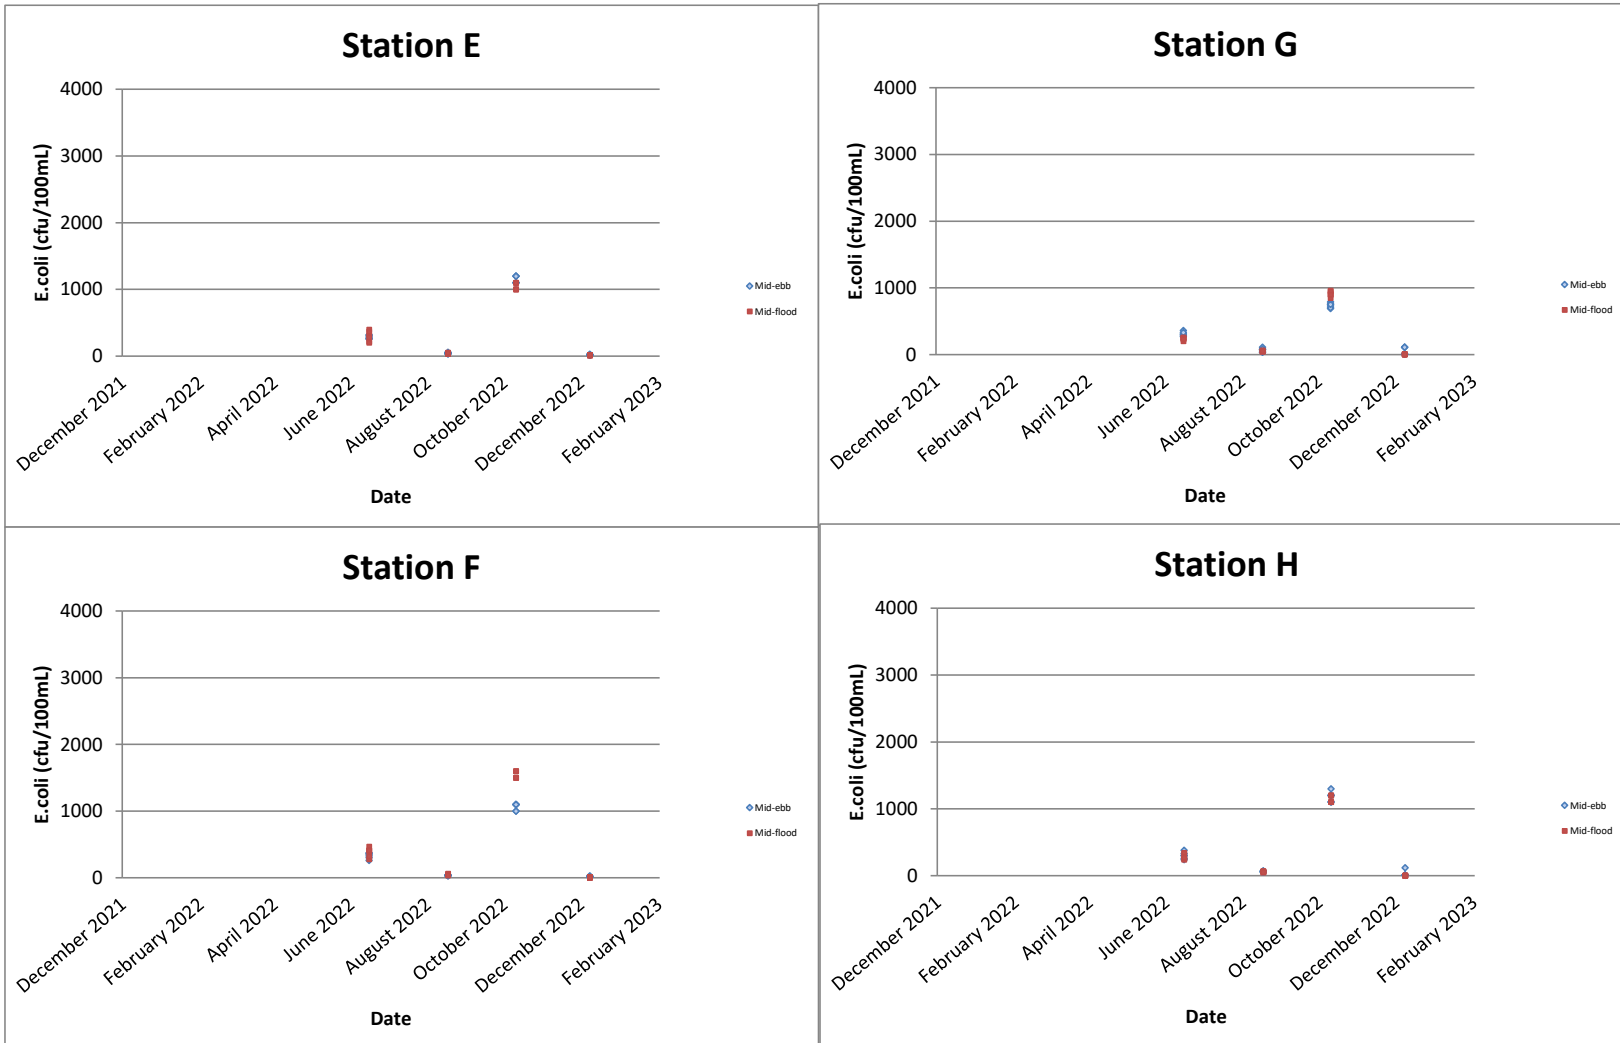 Station E
E.coli (cfu/100mL)
4000
3000
2000
1000
0
December 2021
February 2022
April 2022
June 2022
August 2022
October 2022
December 2022
February 2023
Date
Mid-ebb
Mid-flood
Station G
E.coli (cfu/100mL)
4000
3000
2000
1000
0
December 2021
February 2022
April 2022
June 2022
August 2022
October 2022
December 2022
February 2023
Date
Mid-ebb
Mid-flood
Station F
E.coli (cfu/100mL)
4000
3000
2000
1000
0
December 2021
February 2022
April 2022
June 2022
August 2022
October 2022
December 2022
February 2023
Date
Mid-ebb
Mid-flood
Station H
E.coli (cfu/100mL)
4000
3000
2000
1000
0
December 2021
February 2022
April 2022
June 2022
August 2022
October 2022
December 2022
February 2023
Date
Mid-ebb
Mid-flood